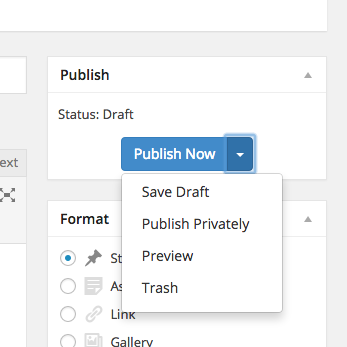 Publish
Status: Draft
Publish Now
ext
Save Draft
Publish Privately
Format
Preview
St
As
Trash
Link
Gallery